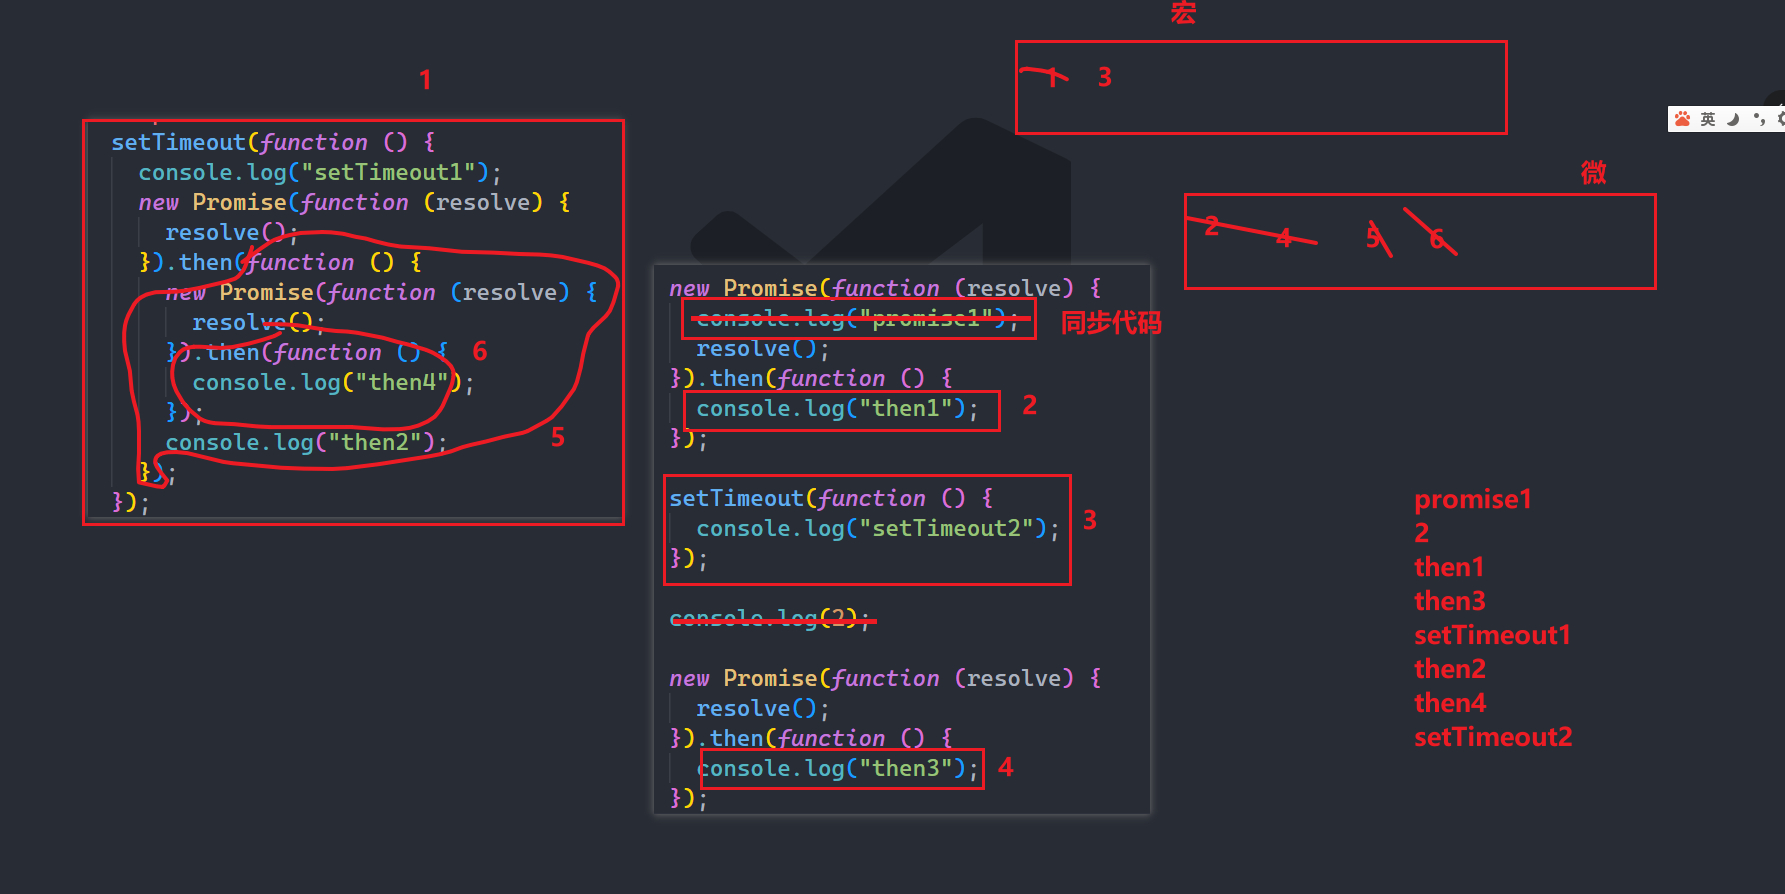 宏
1 3
1
setTimeout(function () {
console.log("setTimeout1");
new Promise(function (resolve) {
resolve();
}).then(function () {
new Promise(function (resolve) {
resolve();
}).then(function () {
6
console.log("then4");
});
console.log("then2");
5
});
});
英
微
2 4 5 6
new Promise(function (resolve) {
console.log("promise1");
同步代码
resolve();
}).then(function () {
console.log("then1");
2
});
setTimeout(function () {
console.log("setTimeout2");
3
});
console.log(2);
new Promise(function (resolve) {
resolve();
}).then(function () {
console.log("then3");
4
});
promise1
2
then1
then3
setTimeout1
then2
then4
setTimeout2